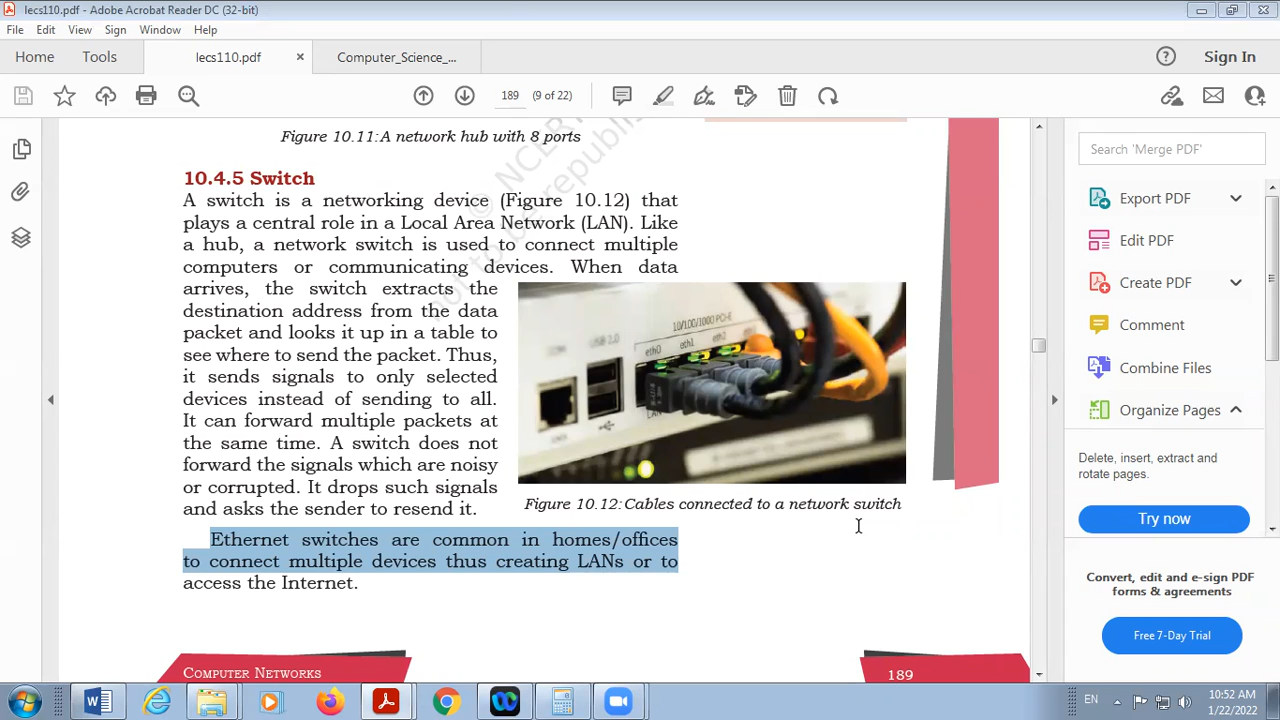 lecs110.pdf - Adobe Acrobat Reader DC (32-bit)
File Edit View Sign Window Help
Home Tools lecs110.pdf × Computer_Science_... ? Sign In
189 (9 of 22)
Figure 10.11: A network hub with 8 ports
10.4.5 Switch
A switch is a networking device (Figure 10.12) that
plays a central role in a Local Area Network (LAN). Like
a hub, a network switch is used to connect multiple
computers or communicating devices. When data
arrives, the switch extracts the
destination address from the data
packet and looks it up in a table to
see where to send the packet. Thus,
it sends signals to only selected
devices instead of sending to all.
It can forward multiple packets at
the same time. A switch does not
forward the signals which are noisy
or corrupted. It drops such signals
and asks the sender to resend it.
© NCERT
not to be republis
10/100/1000 PCI-E
COM
USB 2.0
eth0
eth1
eth2
LAN
Figure 10.12: Cables connected to a network switch
Ethernet switches are common in homes/offices
to connect multiple devices thus creating LANs or to
access the Internet.
COMPUTER NETWORKS
189
Search 'Merge PDF'
Export PDF
Edit PDF
Create PDF
Comment
Combine Files
Organize Pages
Delete, insert, extract and
rotate pages.
Try now
Convert, edit and e-sign PDF
forms & agreements
Free 7-Day Trial
EN
10:52 AM
1/22/2022